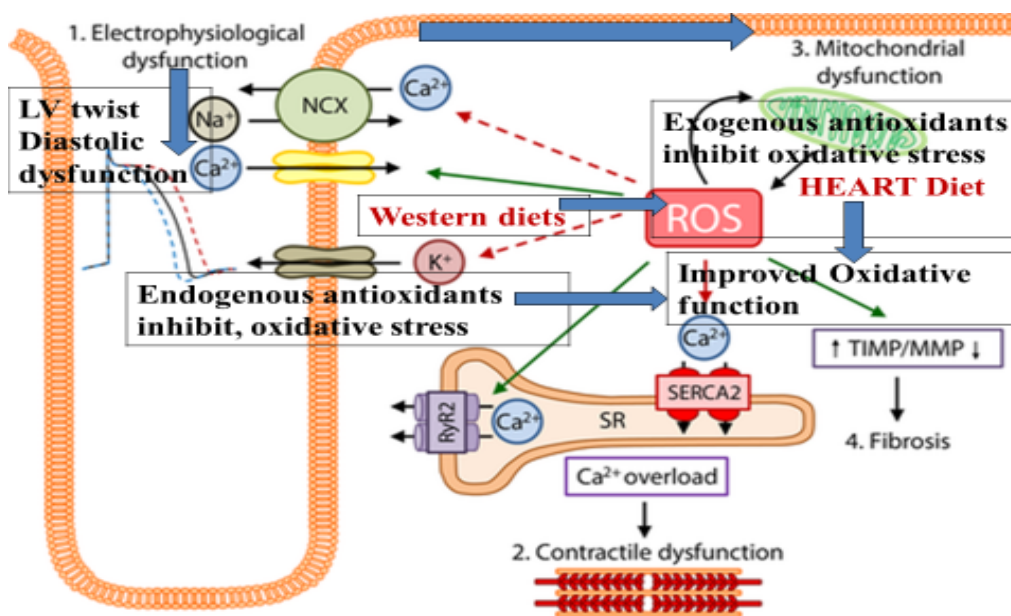 1. Electrophysiological
dysfunction
LV twist
Diastolic
dysfunction
Na⁺
Ca²⁺
NCX
Ca²⁺
3. Mitochondrial
dysfunction
Exogenous antioxidants
inhibit oxidative stress
HEART Diet
Western diets
ROS
K⁺
Endogenous antioxidants
inhibit, oxidative stress
Improved Oxidative
function
Ca²⁺
↑ TIMP/MMP ↓
SERCA2
RyR2
Ca²⁺
SR
4. Fibrosis
Ca²⁺ overload
2. Contractile dysfunction